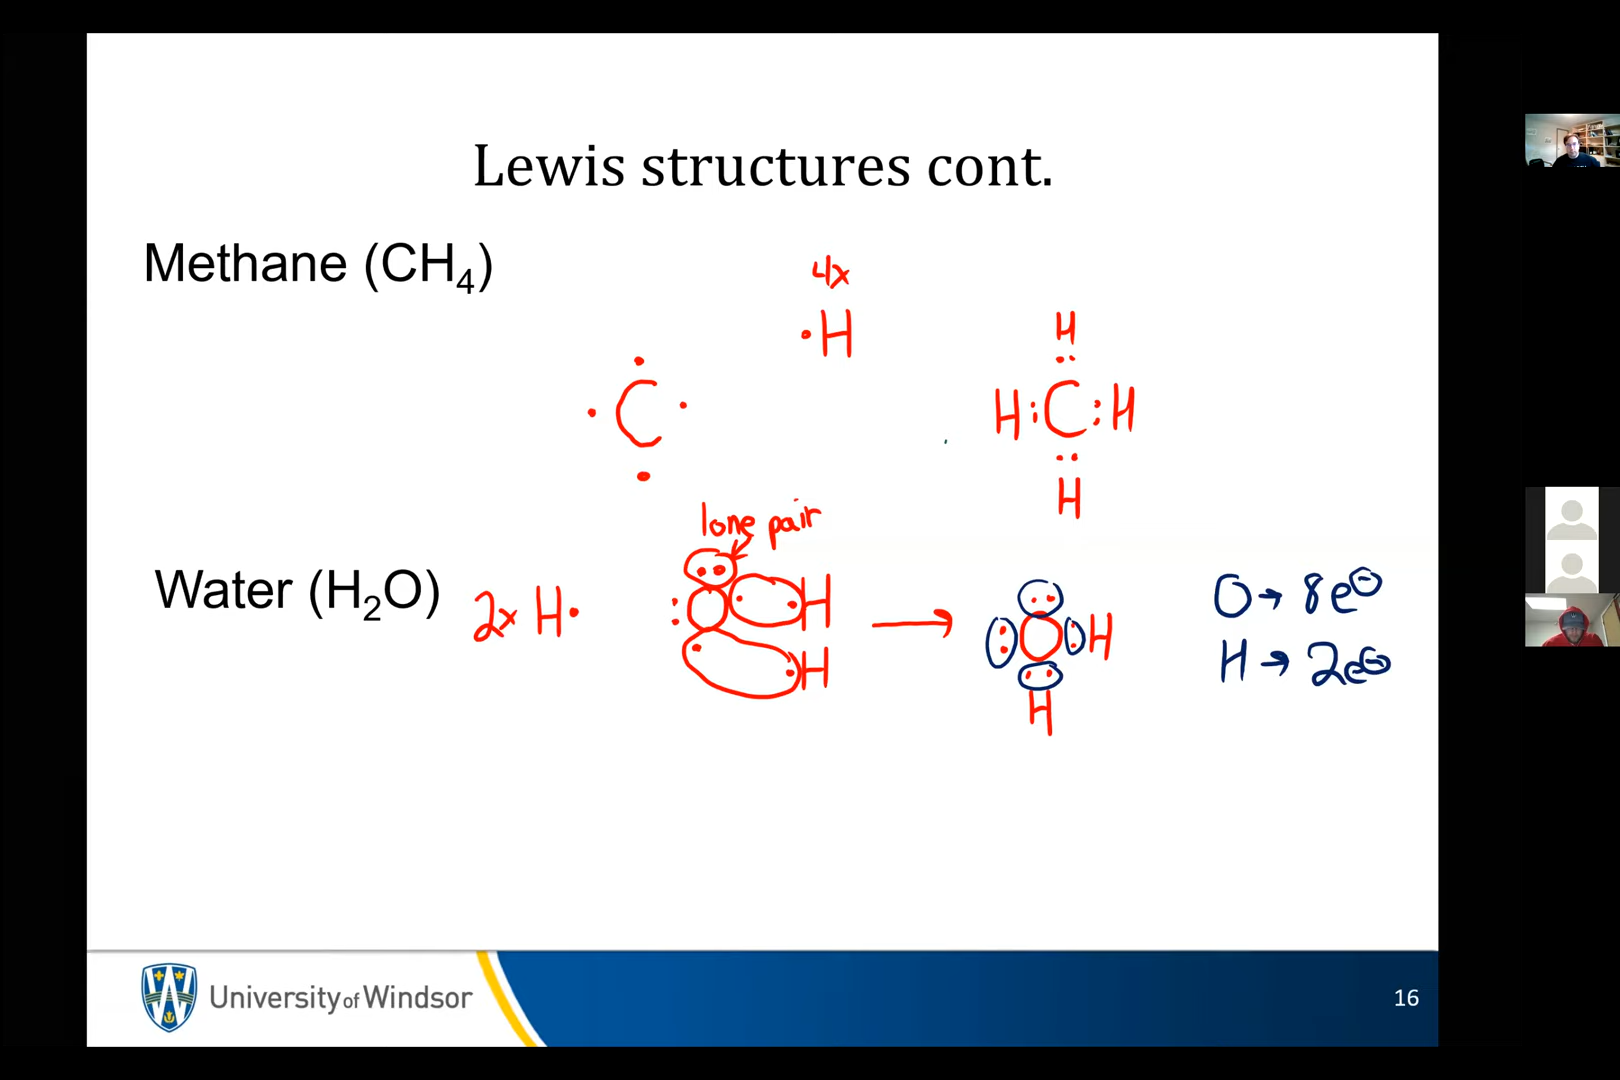 Lewis structures cont.
Methane (CH₄)
4x
·H
·C·
H
H:C:H
H
lone pair
Water (H₂O)
2x H·
:O· ·H
·H
→
:O:H
H
O → 8e⊖
H → 2e⊖
University of Windsor
16